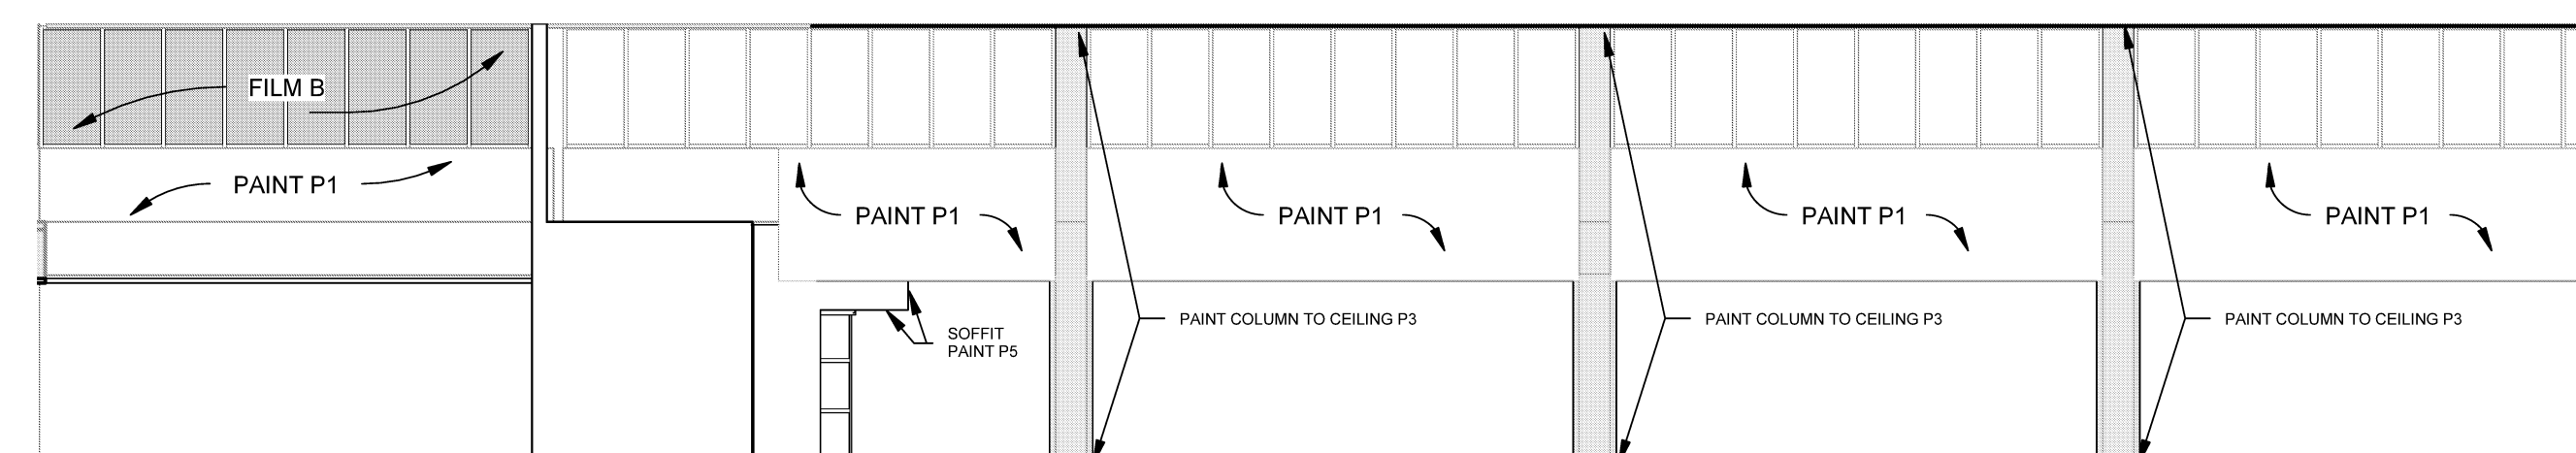 FILM B
PAINT P1
PAINT P1
PAINT P1
PAINT P1
PAINT P1
SOFFIT
PAINT P5
PAINT COLUMN TO CEILING P3
PAINT COLUMN TO CEILING P3
PAINT COLUMN TO CEILING P3